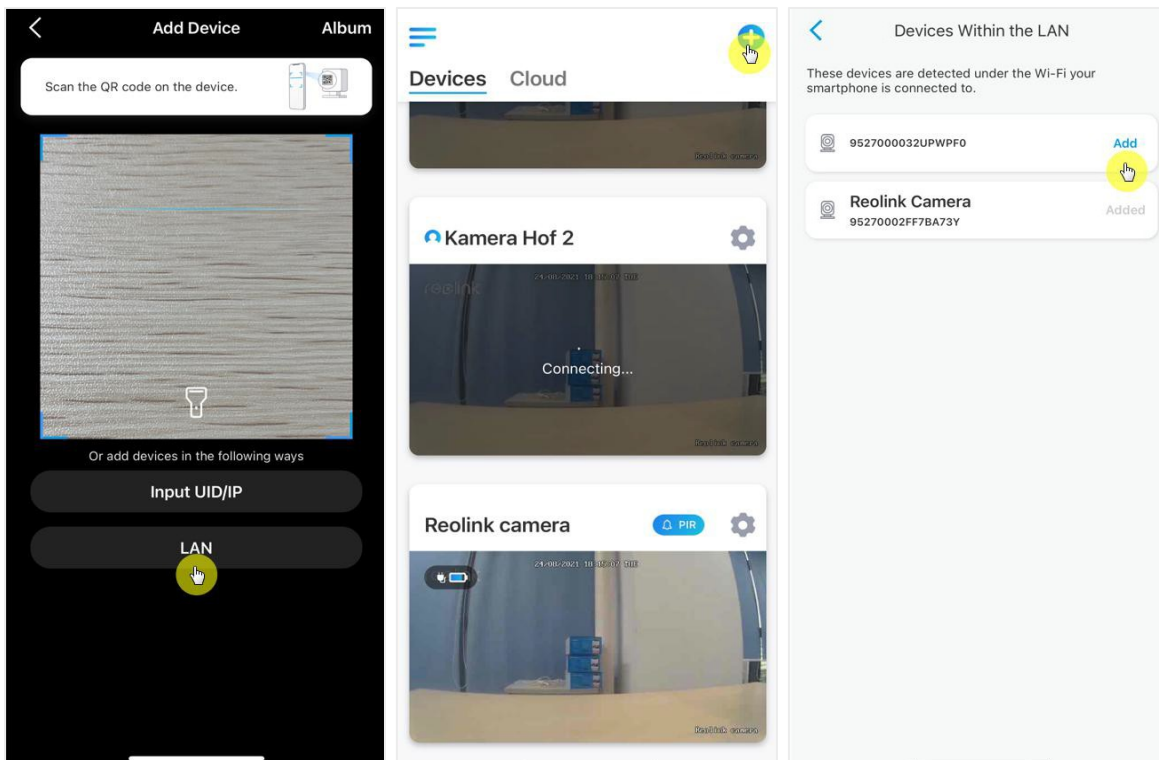 Add Device
Album
Scan the QR code on the device.
Or add devices in the following ways
Input UID/IP
LAN
Devices
Cloud
Reolink camera
Kamera Hof 2
reolink
Connecting...
Reolink camera
Reolink camera
PIR
Reolink camera
Devices Within the LAN
These devices are detected under the Wi-Fi your
smartphone is connected to.
9527000032UPWPF0
Add
Reolink Camera
95270002FF7BA73Y
Added